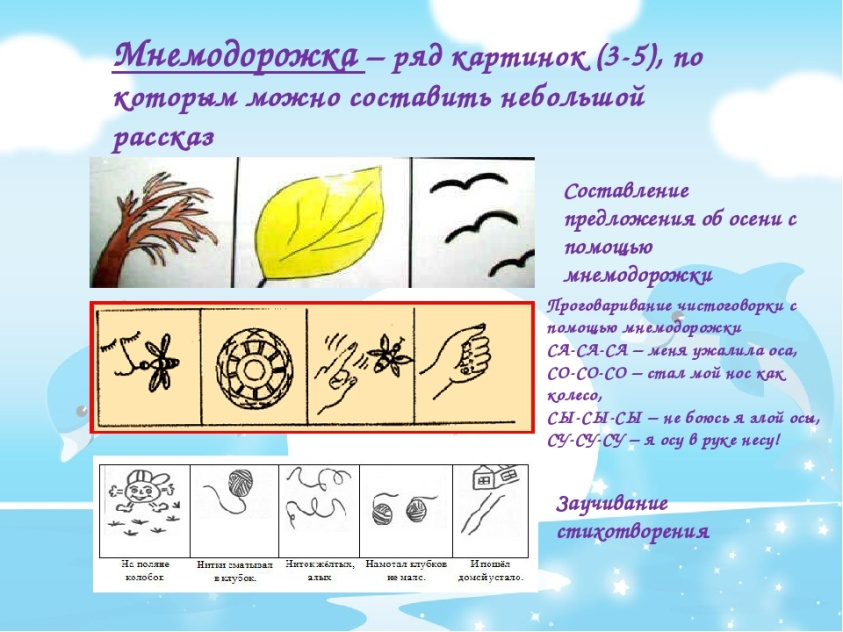 Мнемодорожка – ряд картинок (3-5), по
которым можно составить небольшой
рассказ
Составление
предложения об осени с
помощью
мнемодорожки
Проговаривание чистоговорки с
помощью мнемодорожки
СА-СА-СА – меня ужалила оса,
СО-СО-СО – стал мой нос как
колесо,
СЫ-СЫ-СЫ – не боюсь я злой осы,
СУ-СУ-СУ – я осу в руке несу!
Заучивание
стихотворения
На поляне
колобок
Нитки сматывал
в клубок.
Ниток жёлтых,
алых
Намотал клубков
не мало.
И пошёл
домой устало.